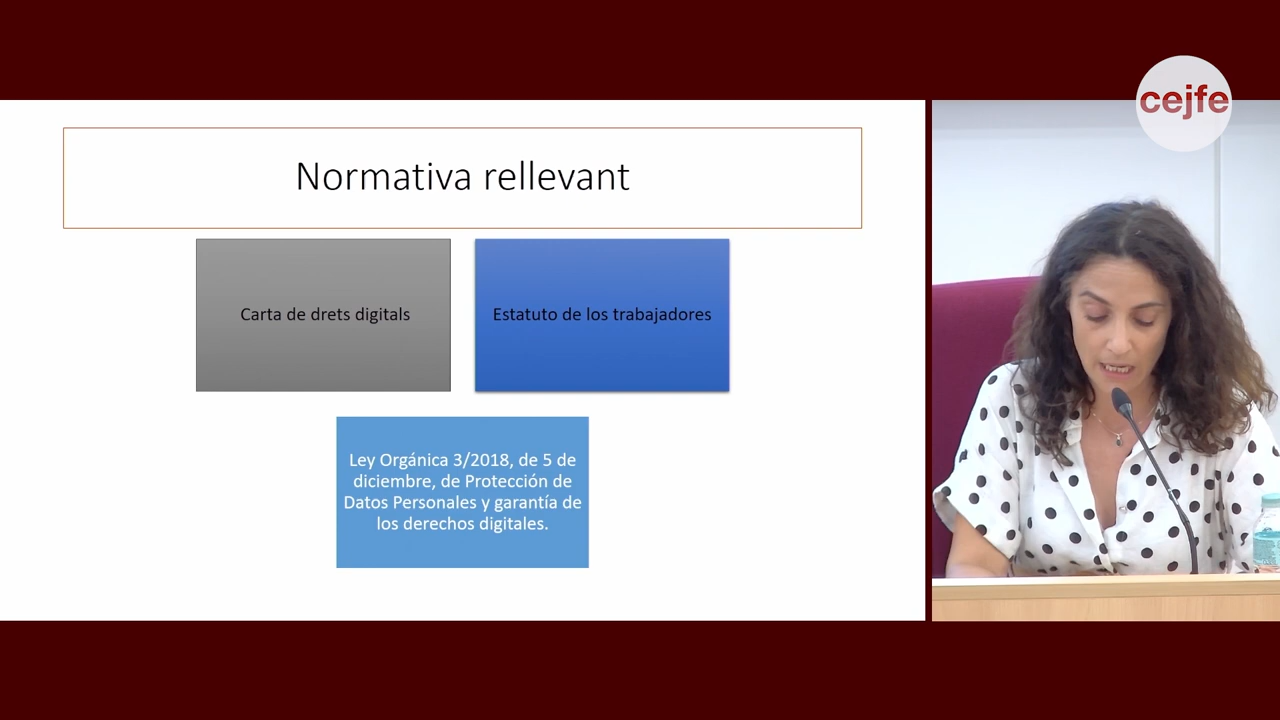 cejfe
Normativa rellevant
Carta de drets digitals
Estatuto de los trabajadores
Ley Orgánica 3/2018, de 5 de
diciembre, de Protección de
Datos Personales y garantía de
los derechos digitales.